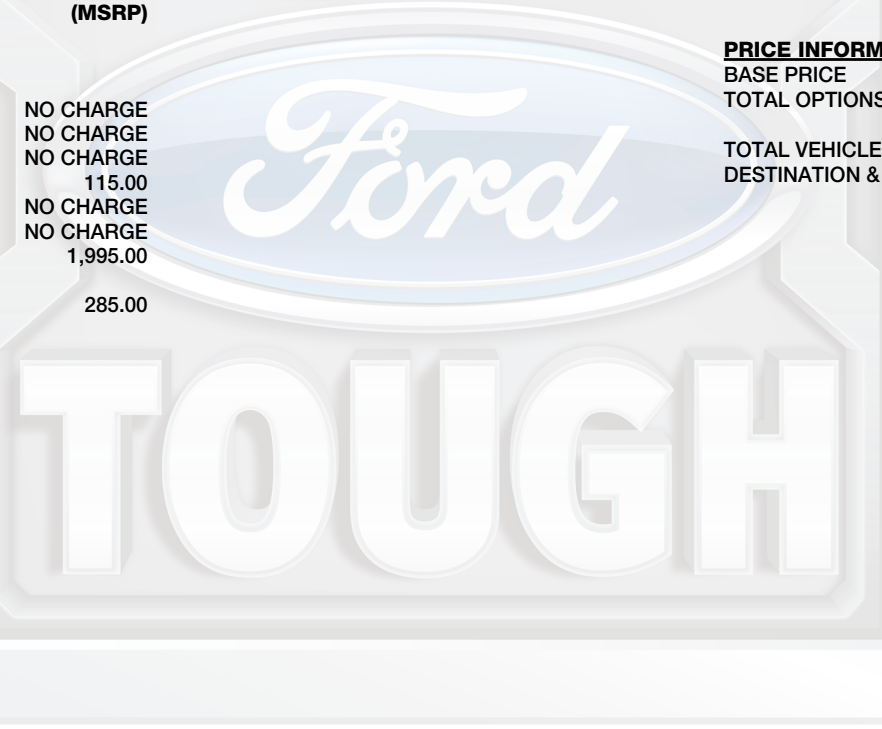 (MSRP)
NO CHARGE
NO CHARGE
NO CHARGE
115.00
NO CHARGE
NO CHARGE
1,995.00
285.00
PRICE INFORM
BASE PRICE
TOTAL OPTIONS
TOTAL VEHICLE
DESTINATION &
Ford
TOUGH